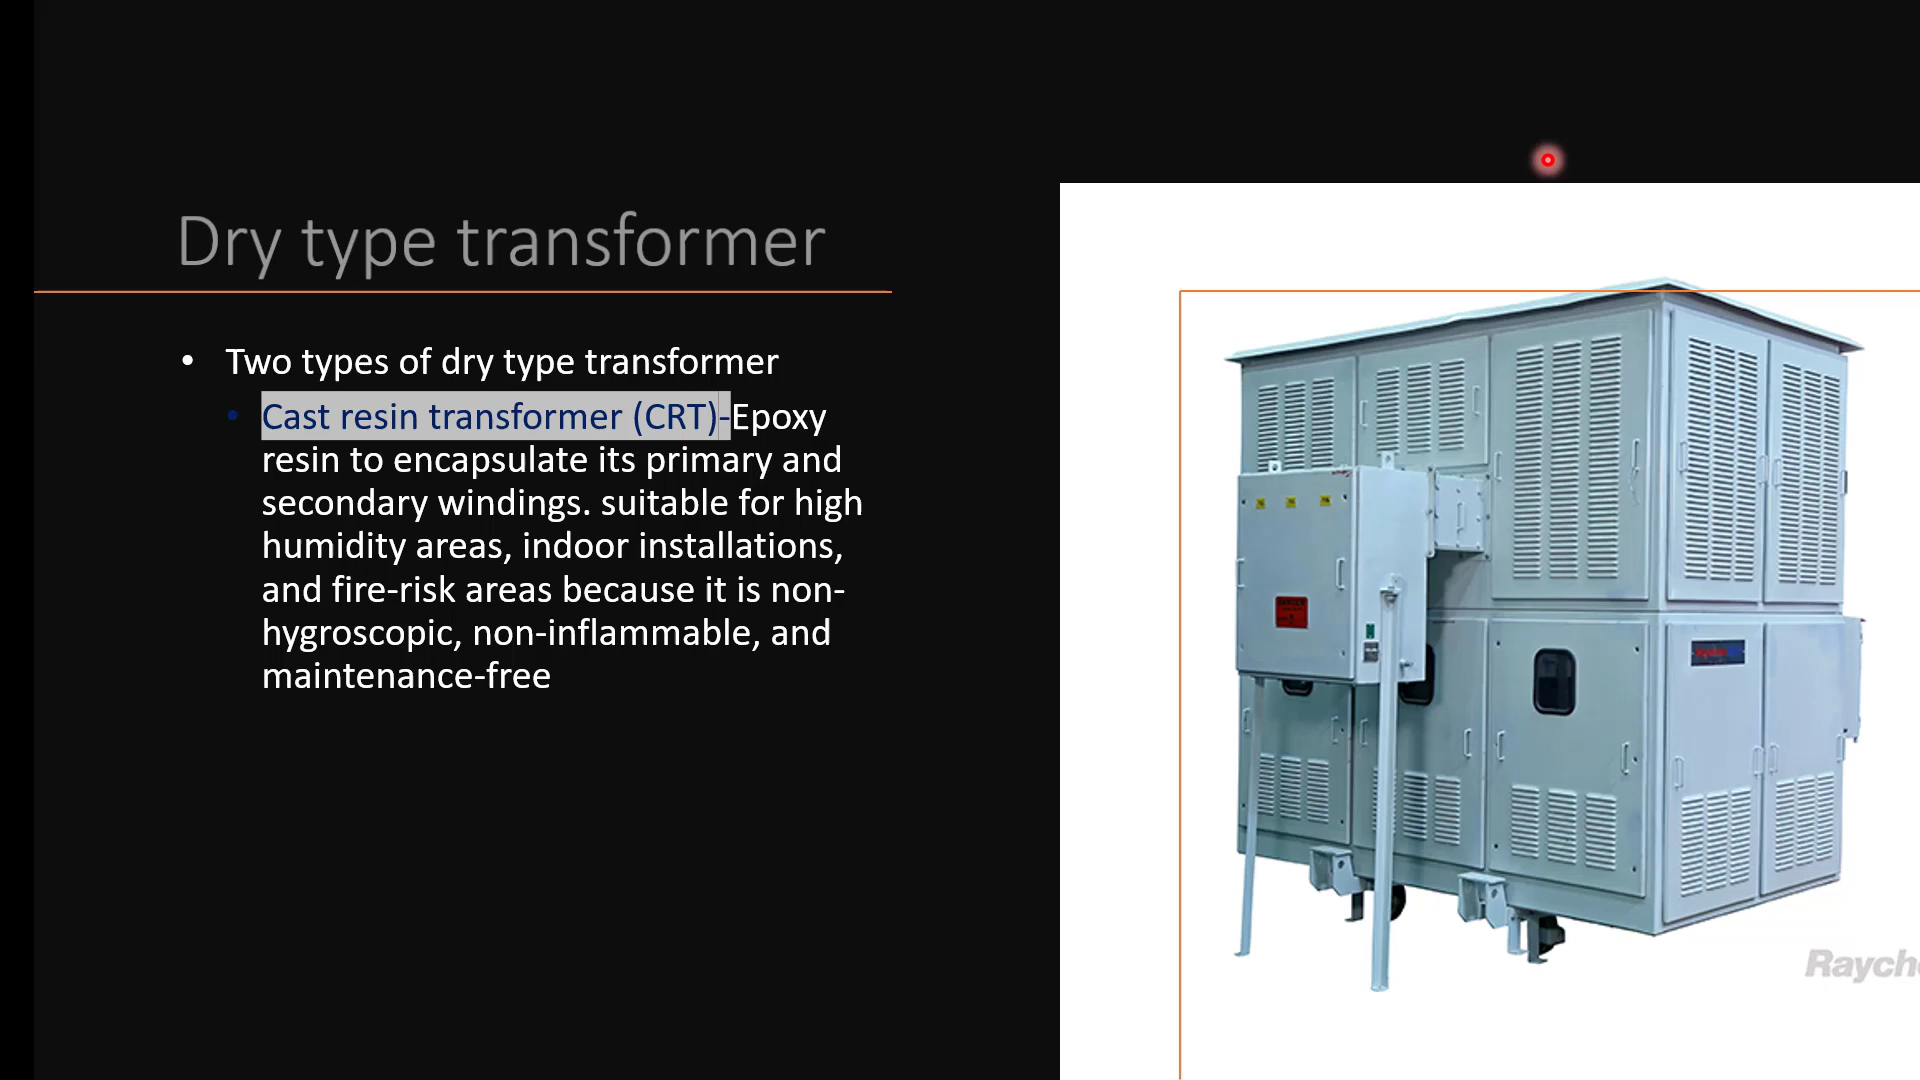 Dry type transformer
• Two types of dry type transformer
• Cast resin transformer (CRT)-Epoxy
resin to encapsulate its primary and
secondary windings. suitable for high
humidity areas, indoor installations,
and fire-risk areas because it is non-
hygroscopic, non-inflammable, and
maintenance-free
DANGER
Raych